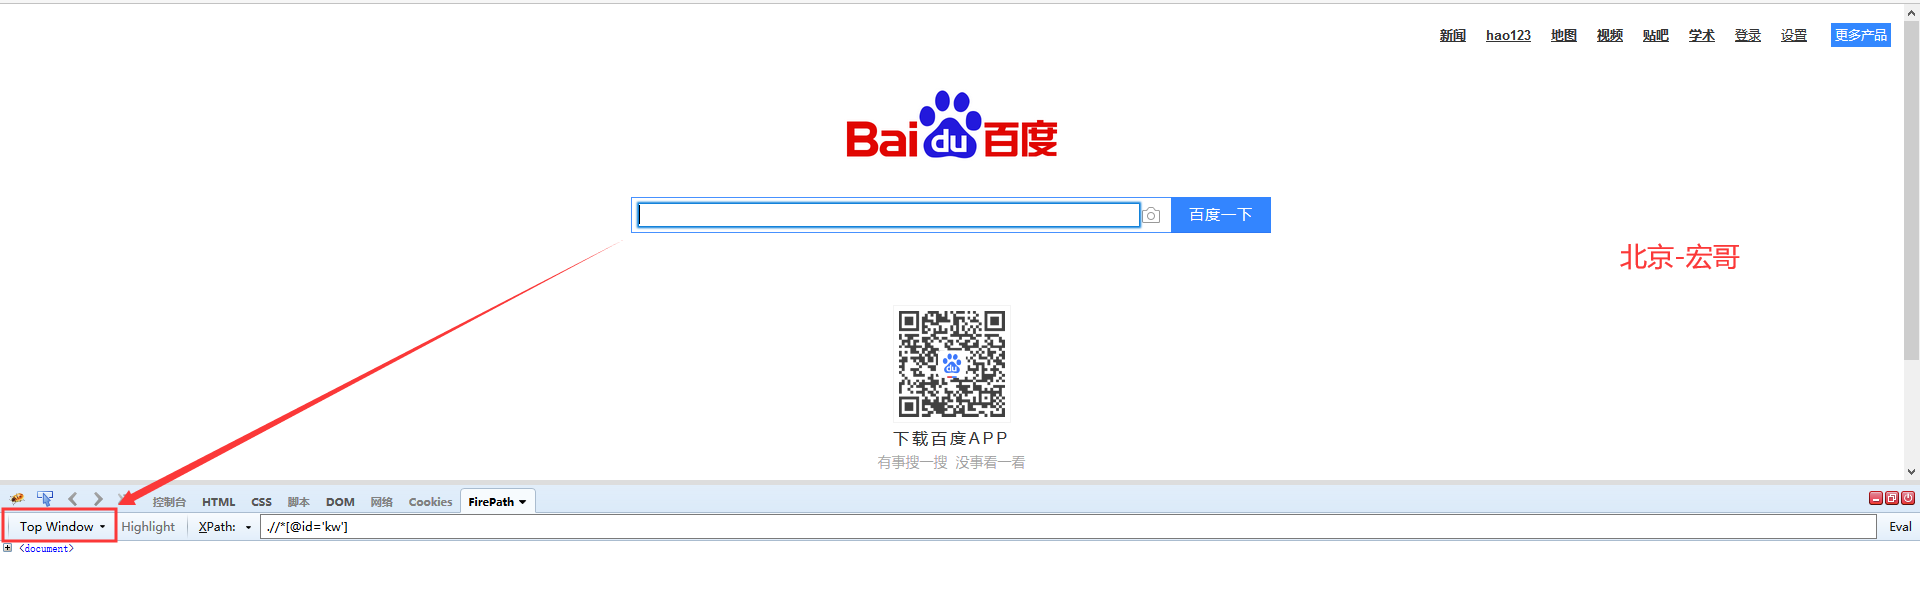 新闻 hao123 地图 视频 贴吧 学术 登录 设置 更多产品
Bai du 百度
百度一下
北京-宏哥
du
下载百度APP
有事搜一搜 没事看一看
控制台 HTML CSS 脚本 DOM 网络 Cookies FirePath
Top Window Highlight XPath: .//*[@id='kw'] Eval
<document>